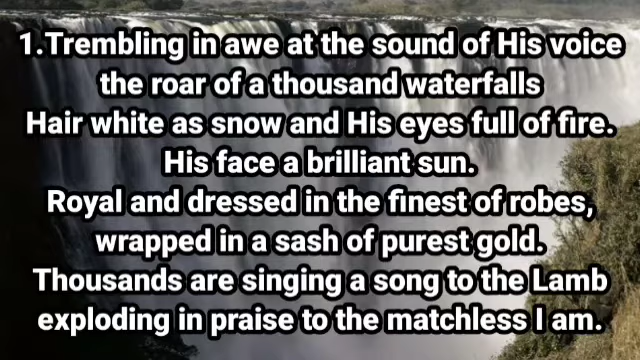 1.Trembling in awe at the sound of His voice
the roar of a thousand waterfalls
Hair white as snow and His eyes full of fire.
His face a brilliant sun.
Royal and dressed in the finest of robes,
wrapped in a sash of purest gold.
Thousands are singing a song to the Lamb
exploding in praise to the matchless I am.